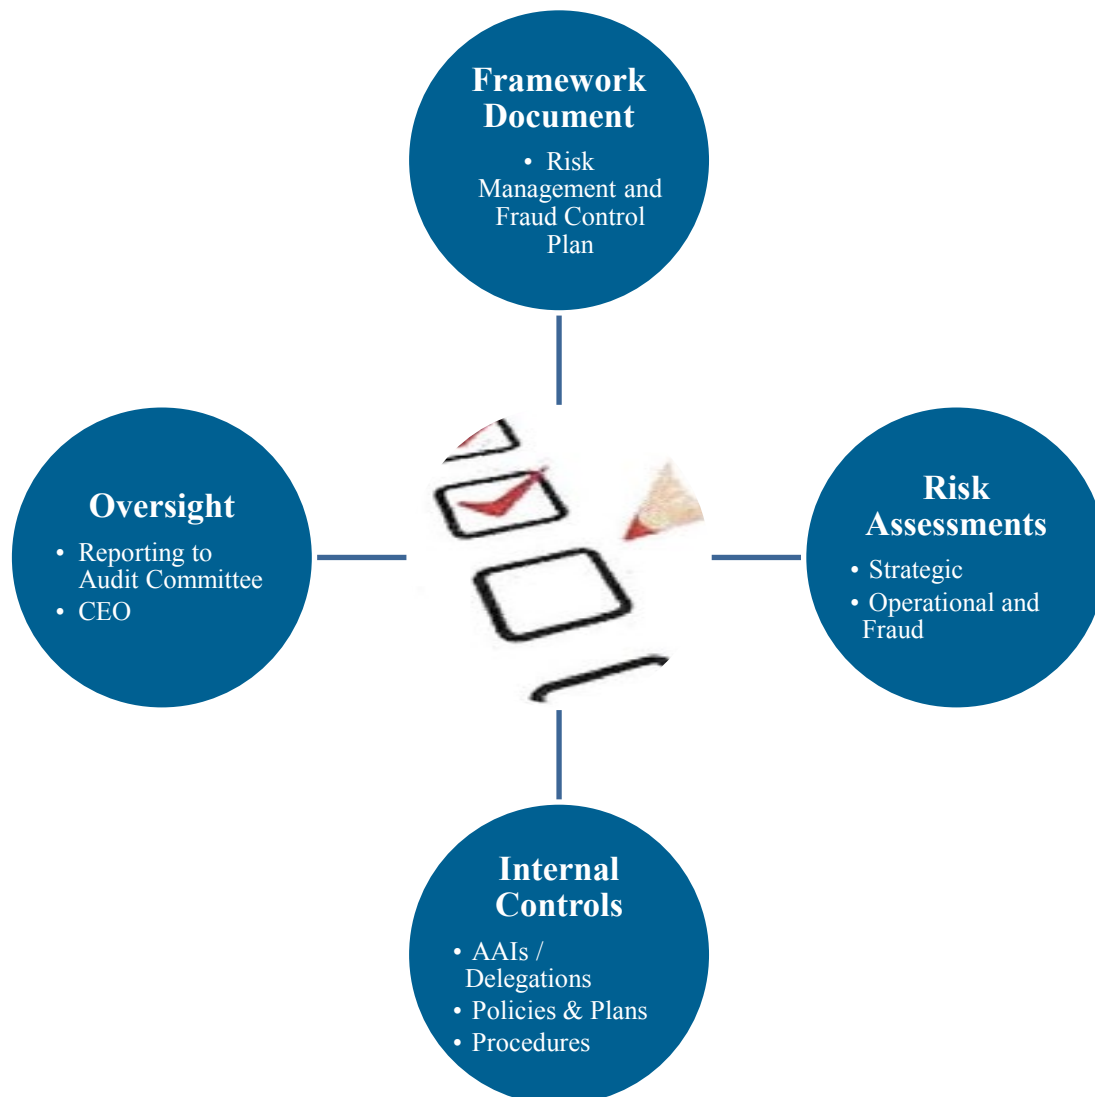 Framework
Document
• Risk
Management and
Fraud Control
Plan
Oversight
• Reporting to
Audit Committee
• CEO
Risk
Assessments
• Strategic
• Operational and
Fraud
Internal
Controls
• AAIs /
Delegations
• Policies & Plans
• Procedures